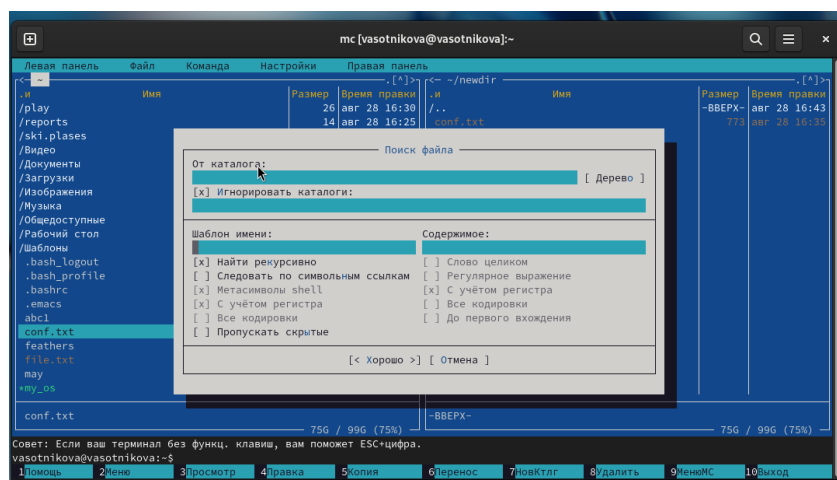 mc [vasotnikova@vasotnikova]:~
Левая панель Файл Команда Настройки Правая панель
<- ~ .[^]>
<- ~/newdir .[^]>
.и Имя Размер Время правки .и Имя Размер Время правки
/play 26 авг 28 16:30 /.. -ВВЕРХ- авг 28 16:43
/reports 14 авг 28 16:25 conf.txt 773 авг 28 16:35
/ski.plases
/Видео
/Документы
/Загрузки
/Изображения
/Музыка
/Общедоступные
/Рабочий стол
/Шаблоны
.bash_logout
.bash_profile
.bashrc
.emacs
abc1
conf.txt
feathers
file.txt
may
*my_os
Поиск файла
От каталога:
[ Дерево ]
[x] Игнорировать каталоги:
Шаблон имени: Содержимое:
[x] Найти рекурсивно [ ] Слово целиком
[ ] Следовать по символьным ссылкам [ ] Регулярное выражение
[x] Метасимволы shell [x] С учётом регистра
[x] С учётом регистра [ ] Все кодировки
[ ] Все кодировки [ ] До первого вхождения
[ ] Пропускать скрытые
[< Хорошо >] [ Отмена ]
conf.txt -ВВЕРХ-
75G / 99G (75%) 75G / 99G (75%)
Совет: Если ваш терминал без функц. клавиш, вам поможет ESC+цифра.
vasotnikova@vasotnikova:~$
1Помощь 2Меню 3Просмотр 4Правка 5Копия 6Перенос 7НовКтлг 8Удалить 9МенюMC 10Выход